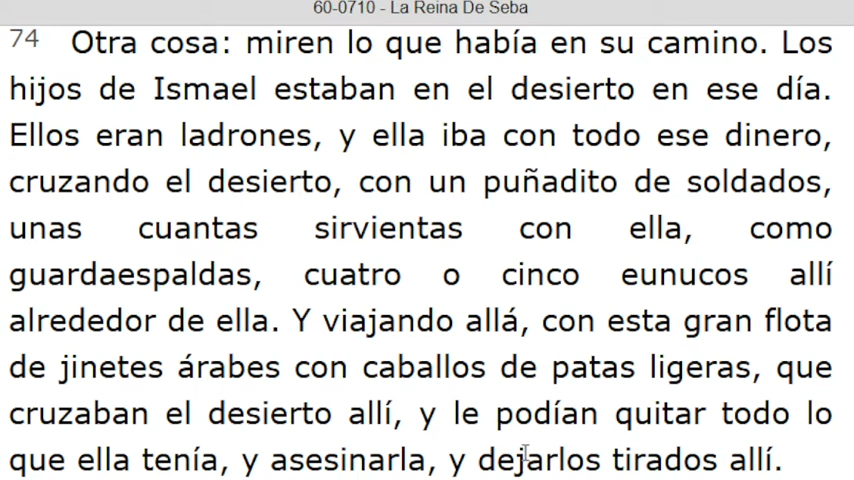 60-0710 - La Reina De Seba
74 Otra cosa: miren lo que había en su camino. Los
hijos de Ismael estaban en el desierto en ese día.
Ellos eran ladrones, y ella iba con todo ese dinero,
cruzando el desierto, con un puñadito de soldados,
unas cuantas sirvientas con ella, como
guardaespaldas, cuatro o cinco eunucos allí
alrededor de ella. Y viajando allá, con esta gran flota
de jinetes árabes con caballos de patas ligeras, que
cruzaban el desierto allí, y le podían quitar todo lo
que ella tenía, y asesinarla, y dejarlos tirados allí.